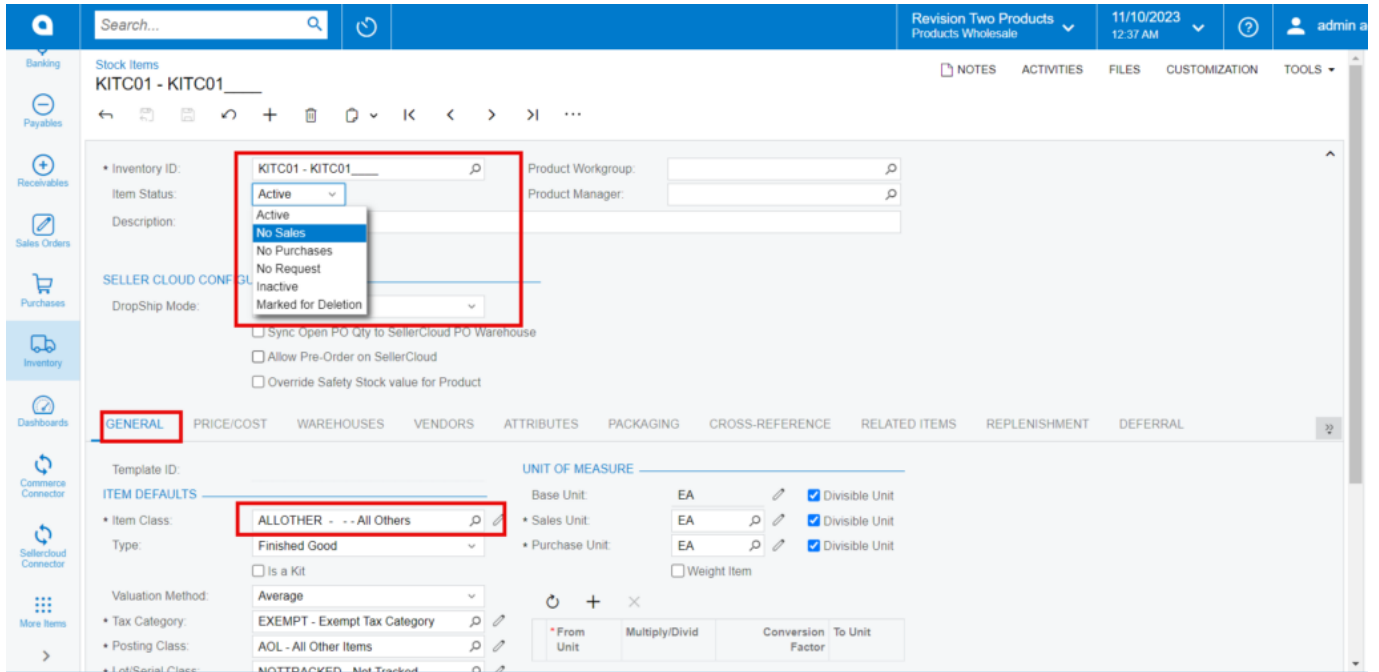 Search...
Revision Two Products
Products Wholesale
11/10/2023
12:37 AM
admin a
Banking
Payables
Receivables
Sales Orders
Purchases
Inventory
Dashboards
Commerce
Connector
Sellercloud
Connector
More Items
Stock Items
KITC01 - KITC01____
NOTES ACTIVITIES FILES CUSTOMIZATION TOOLS
* Inventory ID: KITC01 - KITC01____ Product Workgroup:
Item Status: Active Product Manager:
Description: Active
No Sales
No Purchases
No Request
SELLER CLOUD CONFIGU
Inactive
DropShip Mode: Marked for Deletion
Sync Open PO Qty to SellerCloud PO Warehouse
Allow Pre-Order on SellerCloud
Override Safety Stock value for Product
GENERAL PRICE/COST WAREHOUSES VENDORS ATTRIBUTES PACKAGING CROSS-REFERENCE RELATED ITEMS REPLENISHMENT DEFERRAL
Template ID: UNIT OF MEASURE
ITEM DEFAULTS Base Unit: EA Divisible Unit
* Item Class: ALLOTHER - - - All Others * Sales Unit: EA Divisible Unit
Type: Finished Good * Purchase Unit: EA Divisible Unit
Is a Kit Weight Item
Valuation Method: Average
* Tax Category: EXEMPT - Exempt Tax Category
* Posting Class: AOL - All Other Items
* Lot/Serial Class: NOTTRACKED - Not Tracked
* From Unit Multiply/Divid Conversion Factor To Unit